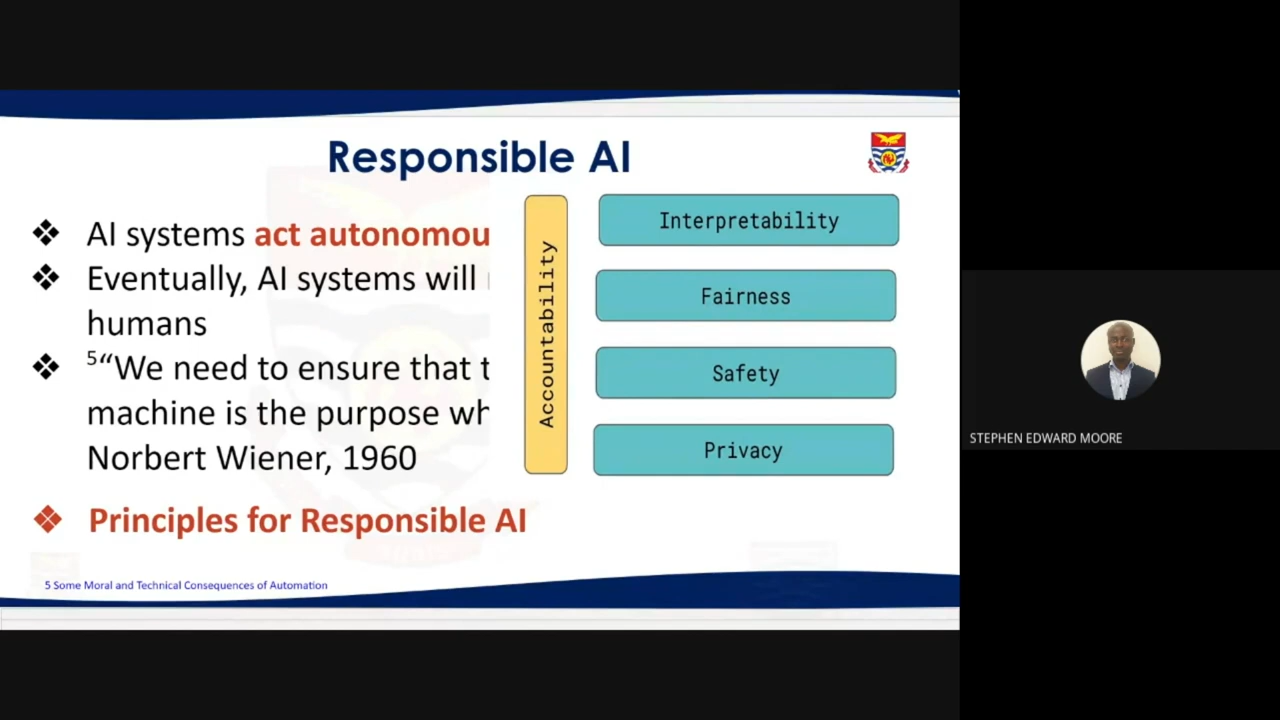 Responsible AI
❖ AI systems act autonomou
❖ Eventually, AI systems will
humans
❖ 5“We need to ensure that t
machine is the purpose wh
Norbert Wiener, 1960
❖ Principles for Responsible AI
Accountability
Interpretability
Fairness
Safety
Privacy
5 Some Moral and Technical Consequences of Automation
STEPHEN EDWARD MOORE